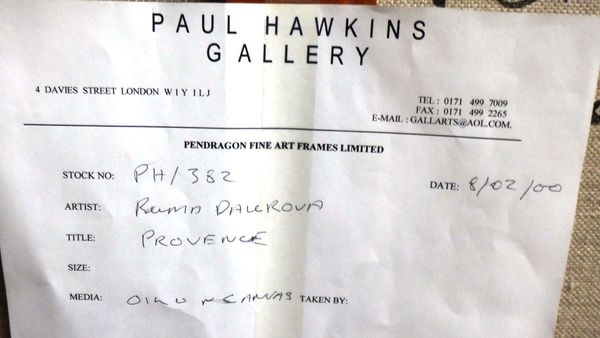 PAUL HAWKINS
GALLERY
4 DAVIES STREET LONDON W1Y 1LJ
TEL : 0171 499 7009
FAX : 0171 499 2265
E-MAIL : GALLARTS@AOL.COM.
PENDRAGON FINE ART FRAMES LIMITED
STOCK NO: PH/382
DATE: 8/02/00
ARTIST:
TITLE: PROVENCE
SIZE:
MEDIA: OIL ON CANVAS TAKEN BY: